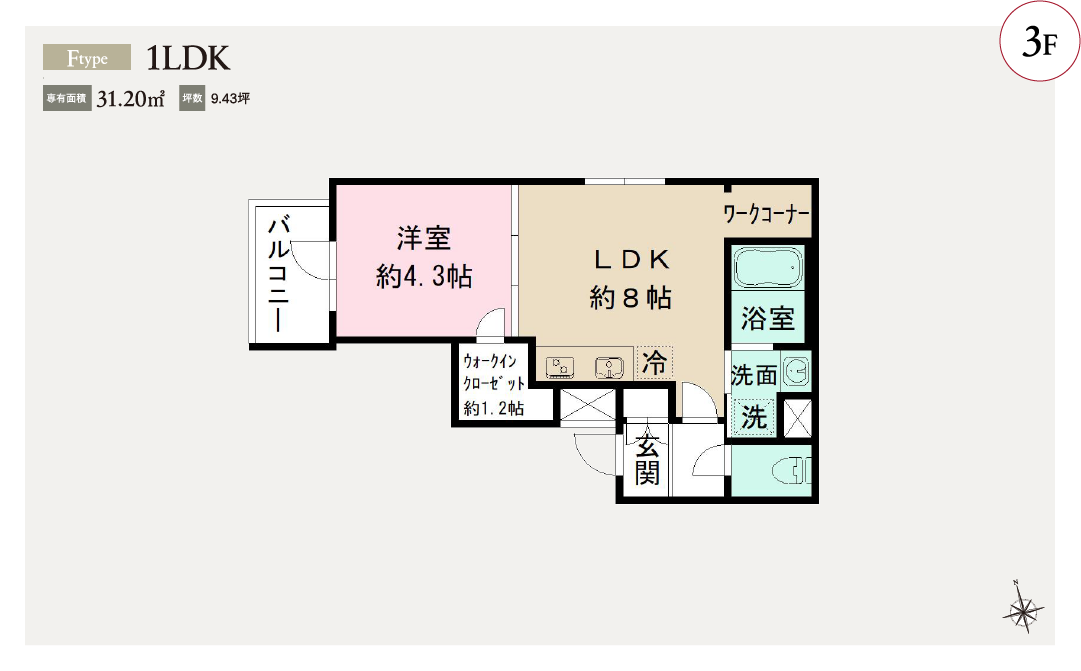 3F
Ftype 1LDK
専有面積 31.20㎡ 坪数 9.43坪
バルコニー
洋室
約4.3帖
LDK
約8帖
ワークコーナー
浴室
ウォークイン
クローゼット
約1.2帖
冷
洗面
洗
玄関
N